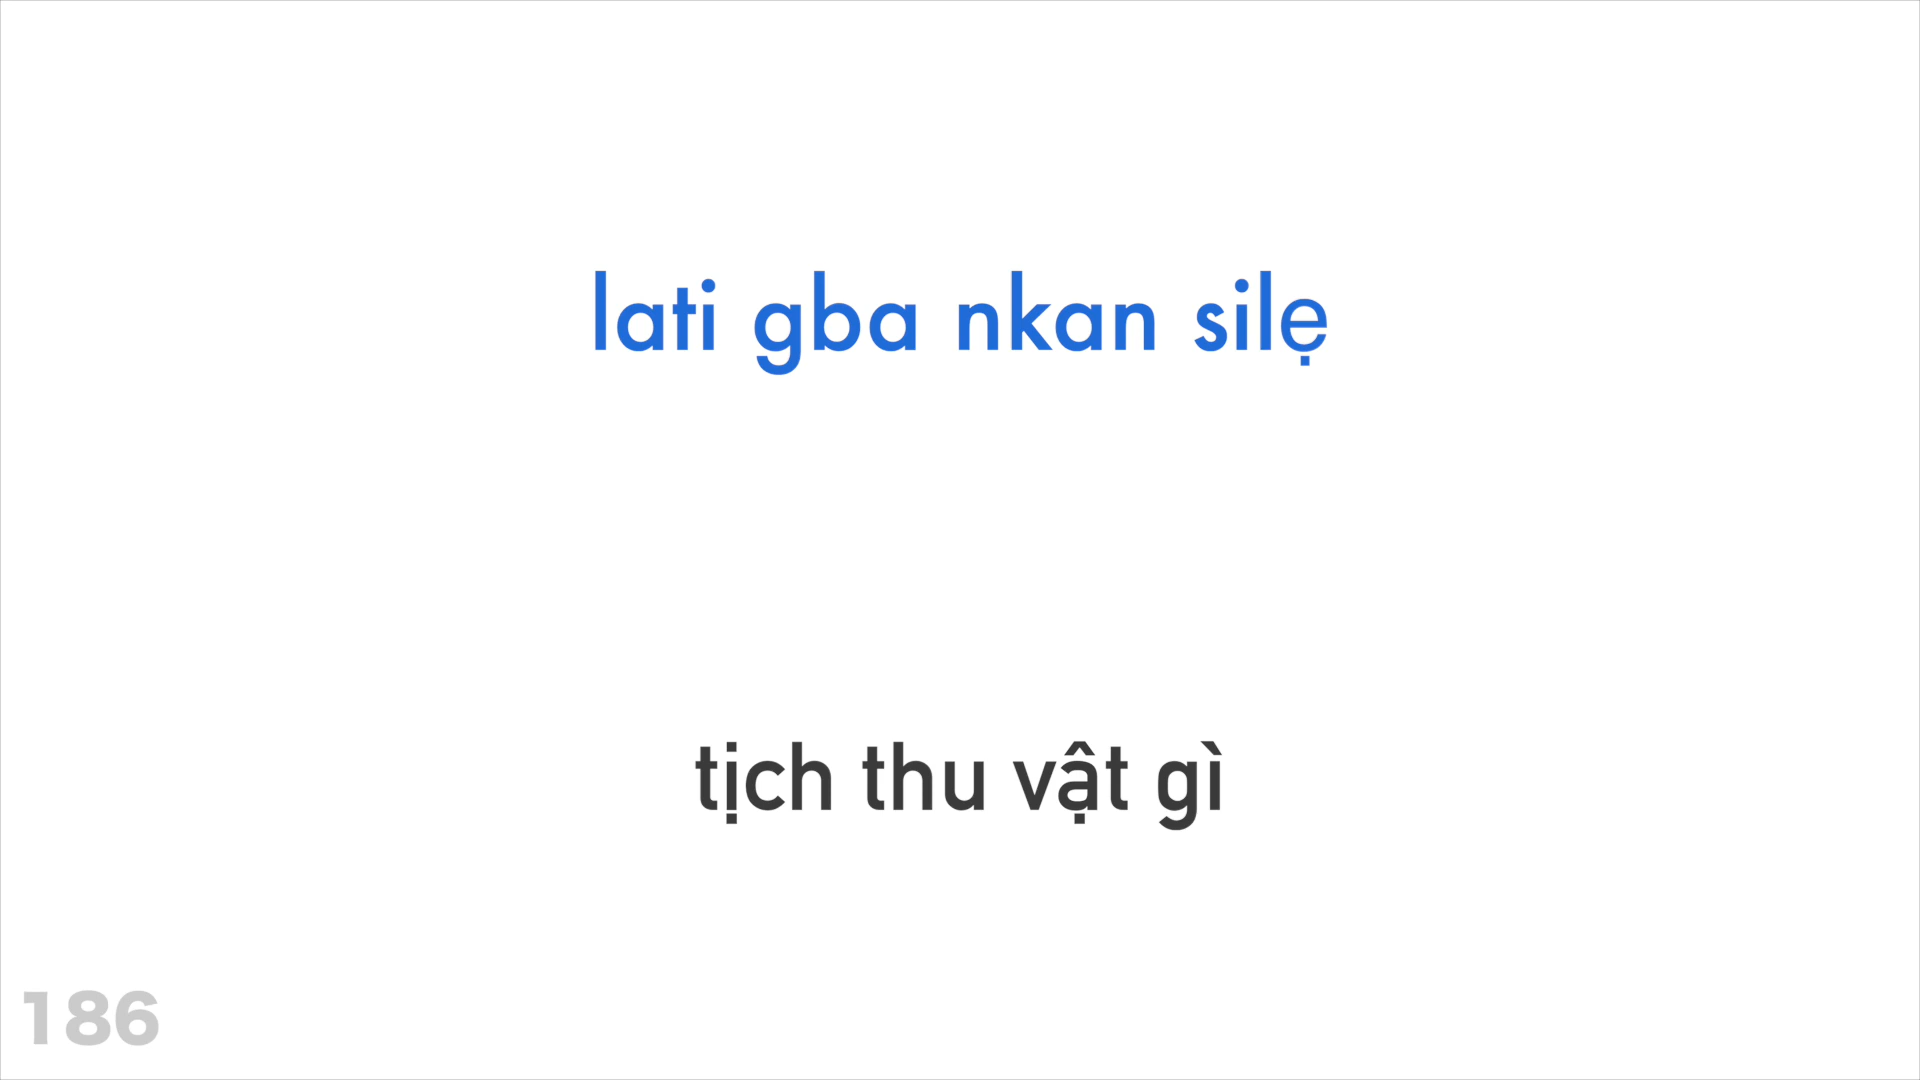 lati gba nkan silẹ
tịch thu vật gì
186